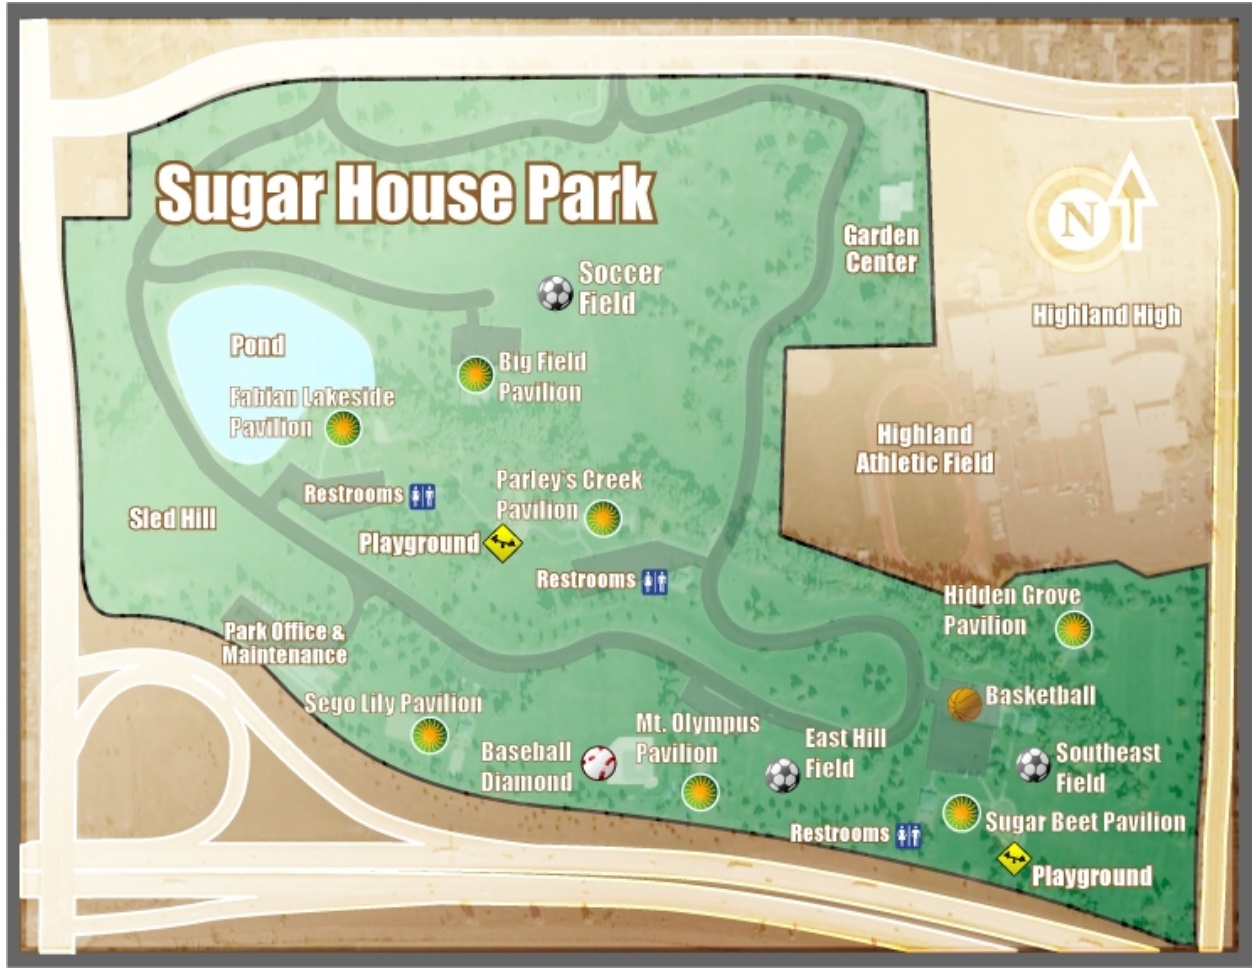 Sugar House Park
N
Garden
Center
Soccer
Field
Highland High
Pond
Big Field
Pavilion
Fabian Lakeside
Pavilion
Highland
Athletic Field
Parley's Creek
Pavilion
Restrooms
Sled Hill
Playground
Restrooms
Hidden Grove
Pavilion
Park Office &
Maintenance
Basketball
Sego Lily Pavilion
Mt. Olympus
Pavilion
East Hill
Field
Baseball
Diamond
Southeast
Field
Sugar Beet Pavilion
Restrooms
Playground